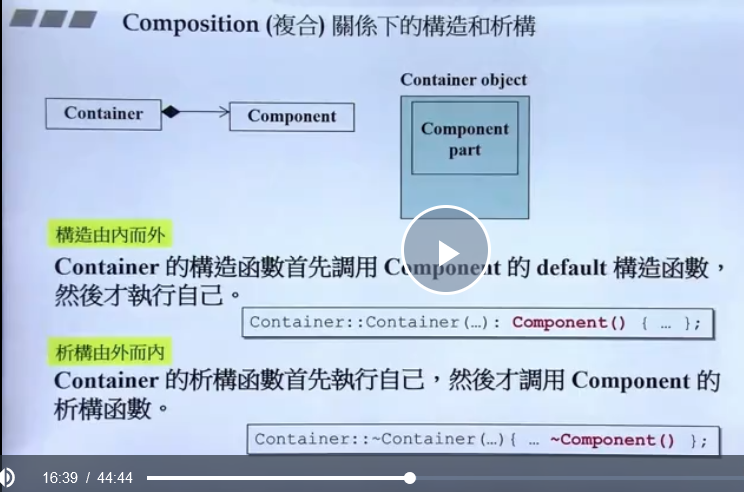 Composition (複合) 關係下的構造和析構
Container object
Container
Component
Component
part
構造由內而外
Container 的構造函數首先調用 Component 的 default 構造函數，
然後才執行自己。
Container::Container(…): Component() { … };
析構由外而內
Container 的析構函數首先執行自己，然後才調用 Component 的
析構函數。
Container::~Container(…){ … ~Component() };
16:39 / 44:44